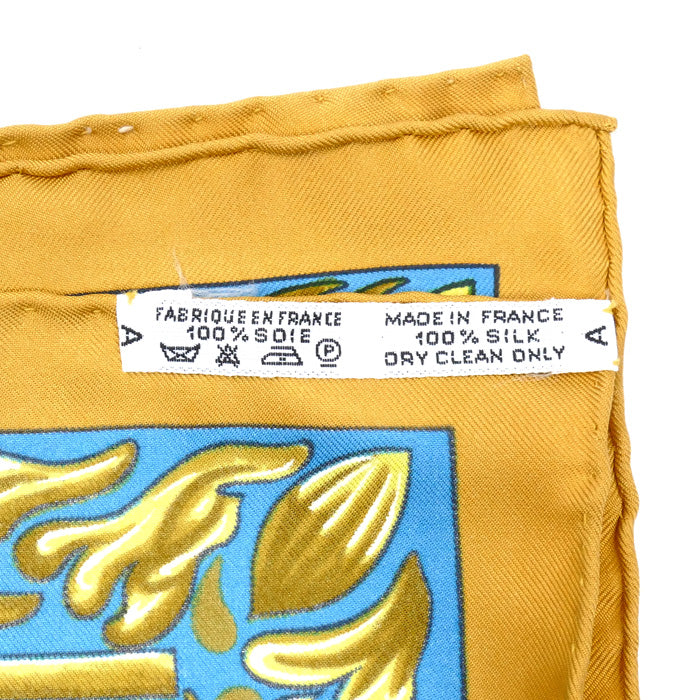 FABRIQUE EN FRANCE
100% SOIE
P
MADE IN FRANCE
100% SILK
DRY CLEAN ONLY
A
A